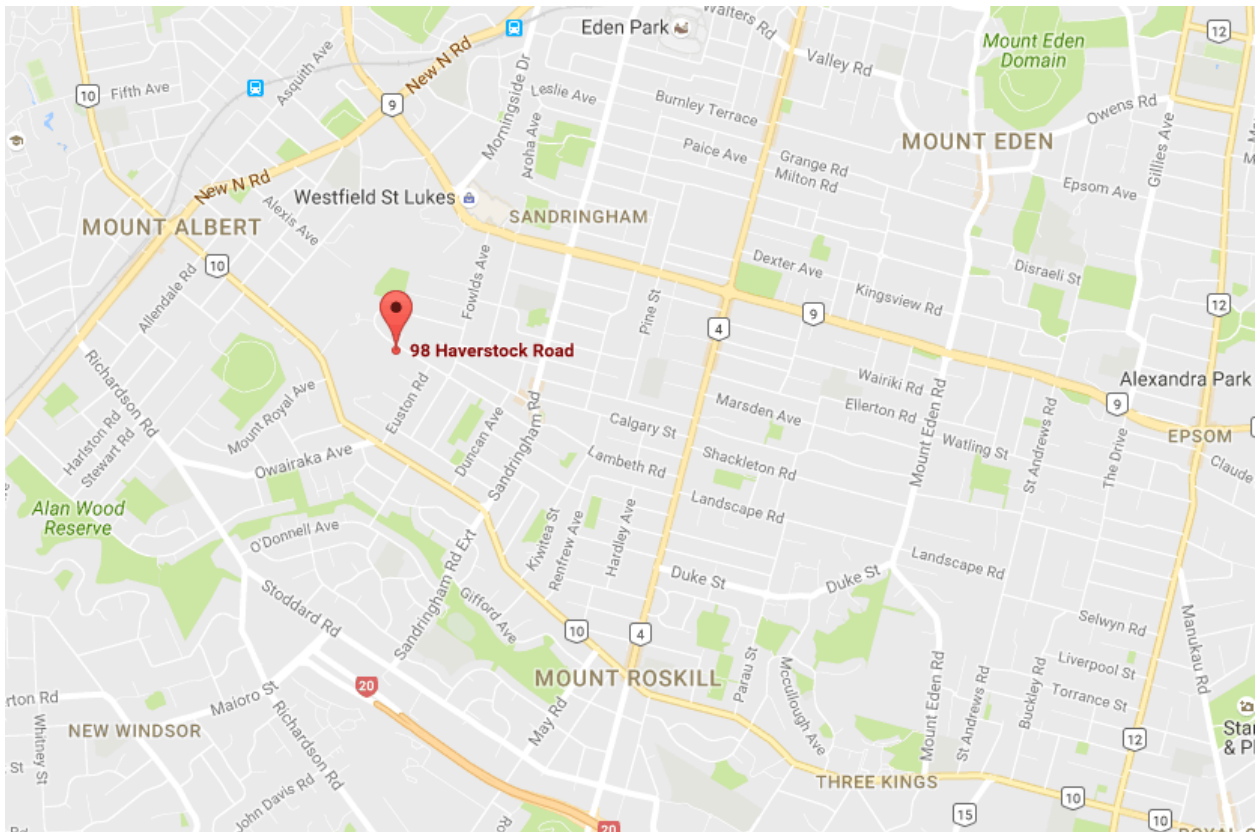 Eden Park
Walters Rd
Valley Rd
Mount Eden
Domain
12
New N Rd
Asquith Ave
Fifth Ave
10
9
Morningside Dr
Leslie Ave
Burnley Terrace
Owens Rd
Gillies Ave
MOUNT EDEN
Aroha Ave
Paice Ave
Grange Rd
Milton Rd
Epsom Ave
New N Rd
Westfield St Lukes
Alexis Ave
SANDRINGHAM
MOUNT ALBERT
10
Dexter Ave
Disraeli St
Kingsview Rd
Fowlds Ave
Allendale Rd
Pine St
9
12
4
98 Haverstock Road
Richardson Rd
Wairiki Rd
Alexandra Park
Mount Royal Ave
Euston Rd
Sandringham Rd
Marsden Ave
Ellerton Rd
Mount Eden Rd
9
Harlston Rd
Stewart Rd
Duncan Ave
Calgary St
Watling St
St Andrews Rd
The Drive
EPSOM
Owairaka Ave
Lambeth Rd
Shackleton Rd
Claude
Alan Wood
Reserve
Landscape Rd
O'Donnell Ave
Kiwitea St
Renfrew Ave
Hardley Ave
Landscape Rd
Duke St
Duke St
Stoddard Rd
Sandringham Rd Ext
Gifford Ave
Selwyn Rd
Manukau Rd
10
4
Liverpool St
Parau St
Mccullough Ave
Mount Eden Rd
St Andrews Rd
Buckley Rd
Torrance St
MOUNT ROSKILL
20
erton Rd
Maioro St
Whitney St
NEW WINDSOR
Richardson Rd
May Rd
12
Star
& Pl
St
THREE KINGS
John Davis Rd
10
15
10
20
Rd